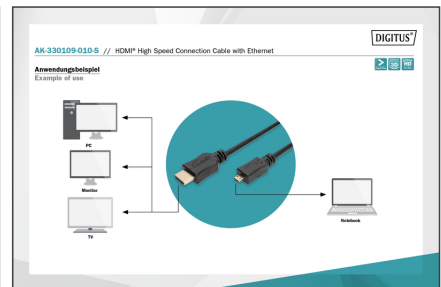 DIGITUS®
AK-330109-010-S // HDMI® High Speed Connection Cable with Ethernet
Anwendungsbeispiel
Example of use
PC
Monitor
TV
Notebook